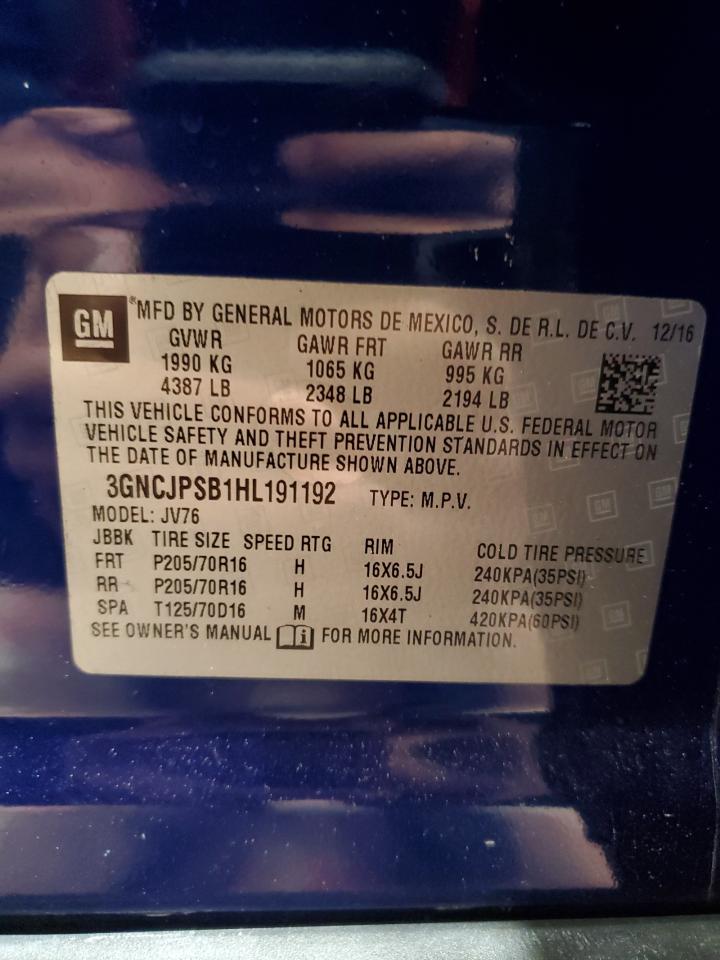 GM
®MFD BY GENERAL MOTORS DE MEXICO, S. DE R.L. DE C.V. 12/16
GVWR GAWR FRT GAWR RR
1990 KG 1065 KG 995 KG
4387 LB 2348 LB 2194 LB
THIS VEHICLE CONFORMS TO ALL APPLICABLE U.S. FEDERAL MOTOR
VEHICLE SAFETY AND THEFT PREVENTION STANDARDS IN EFFECT ON
THE DATE OF MANUFACTURE SHOWN ABOVE.
3GNCJPSB1HL191192 TYPE: M.P.V.
MODEL: JV76
JBBK TIRE SIZE SPEED RTG RIM COLD TIRE PRESSURE
FRT P205/70R16 H 16X6.5J 240KPA(35PSI)
RR P205/70R16 H 16X6.5J 240KPA(35PSI)
SPA T125/70D16 M 16X4T 420KPA(60PSI)
SEE OWNER'S MANUAL i FOR MORE INFORMATION.